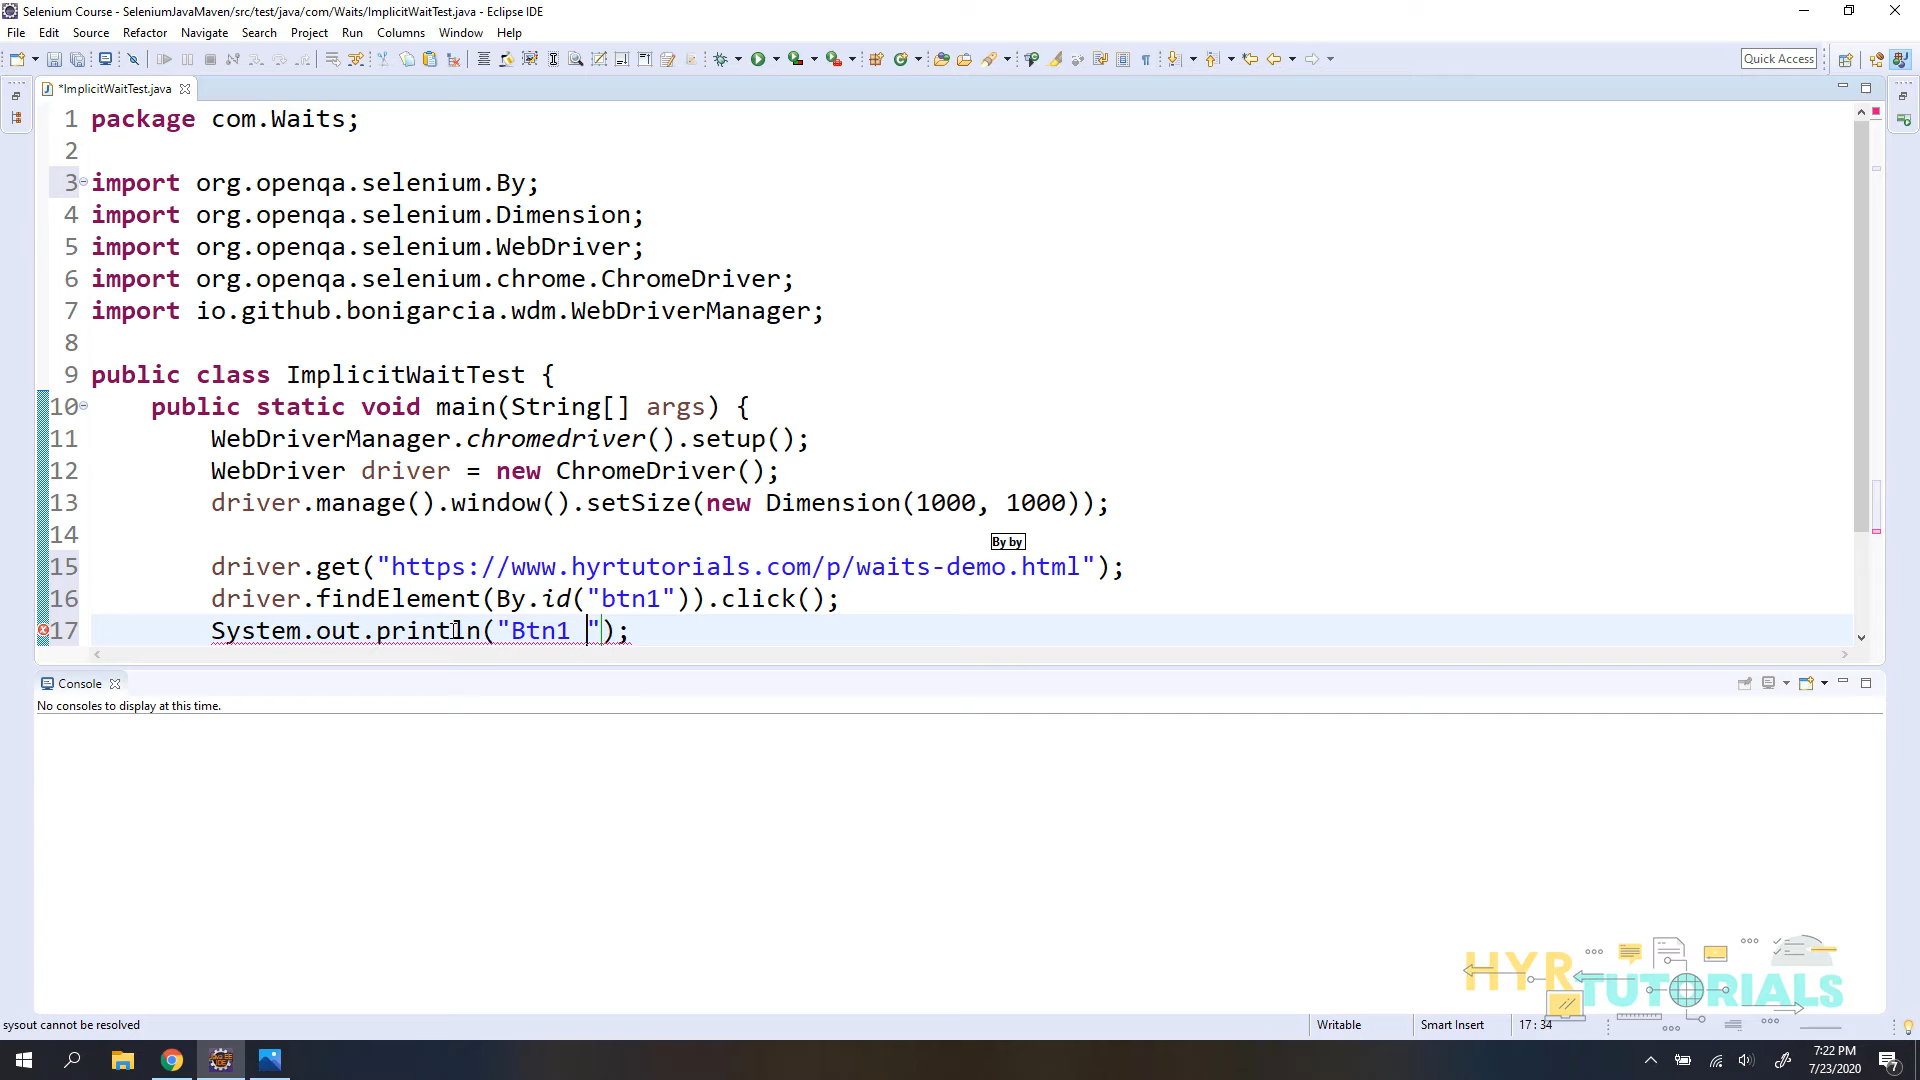 Selenium Course - SeleniumJavaMaven/src/test/java/com/Waits/ImplicitWaitTest.java - Eclipse IDE
File Edit Source Refactor Navigate Search Project Run Columns Window Help
Quick Access
*ImplicitWaitTest.java
1 package com.Waits;
2
3 import org.openqa.selenium.By;
4 import org.openqa.selenium.Dimension;
5 import org.openqa.selenium.WebDriver;
6 import org.openqa.selenium.chrome.ChromeDriver;
7 import io.github.bonigarcia.wdm.WebDriverManager;
8
9 public class ImplicitWaitTest {
10 public static void main(String[] args) {
11 WebDriverManager.chromedriver().setup();
12 WebDriver driver = new ChromeDriver();
13 driver.manage().window().setSize(new Dimension(1000, 1000));
14
By by
15 driver.get("https://www.hyrtutorials.com/p/waits-demo.html");
16 driver.findElement(By.id("btn1")).click();
17 System.out.println("Btn1 ");
Console
No consoles to display at this time.
HYR TUTORIALS
sysout cannot be resolved
Writable Smart Insert 17 : 34
7:22 PM
7/23/2020
7